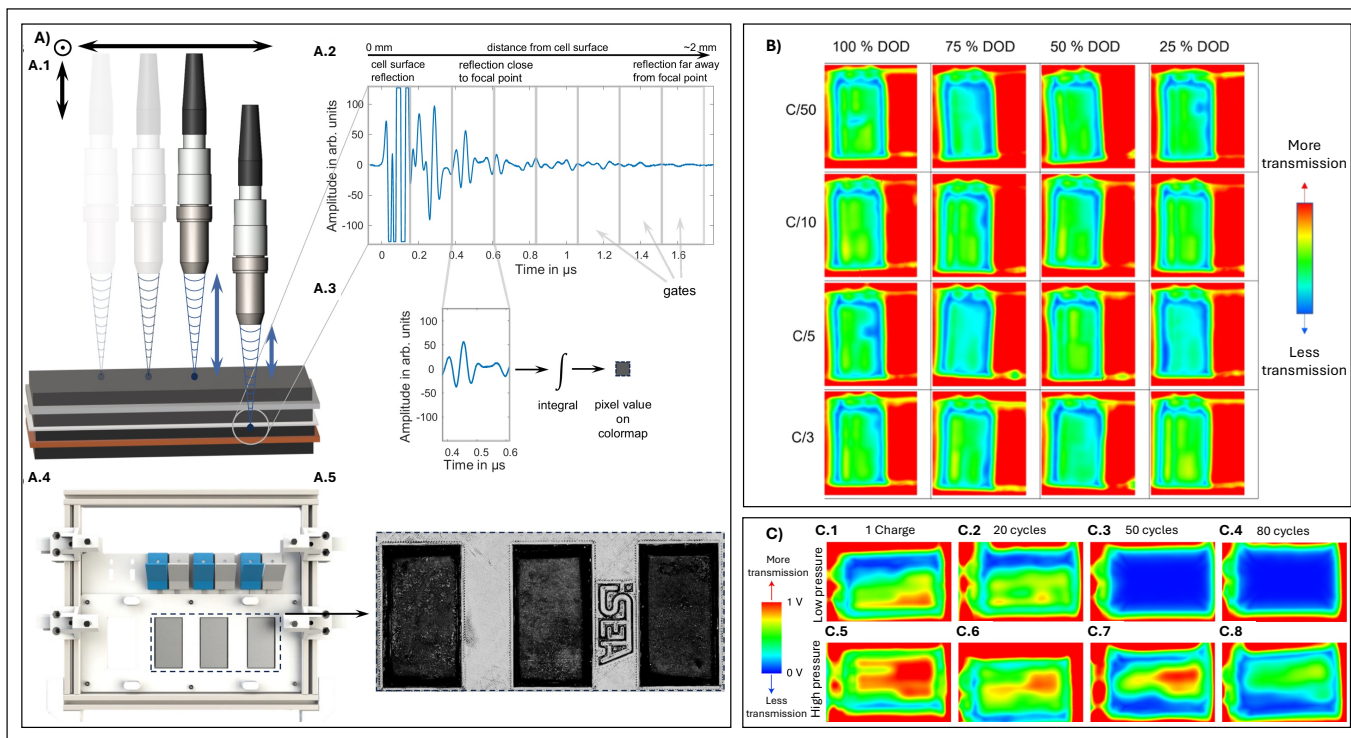 A)
A.1
A.2
0 mm
distance from cell surface
~2 mm
cell surface
reflection
reflection close
to focal point
reflection far away
from focal point
Amplitude in arb. units
100
50
0
-50
-100
0
0.2
0.4
0.6
0.8
1
1.2
1.4
1.6
Time in µs
gates
A.3
Amplitude in arb. units
100
50
0
-50
-100
0.4
0.5
0.6
Time in µs
∫
integral
pixel value
on
colormap
A.4
A.5
iSEA
B)
100 % DOD
75 % DOD
50 % DOD
25 % DOD
C/50
C/10
C/5
C/3
More
transmission
Less
transmission
C)
C.1
1 Charge
C.2
20 cycles
C.3
50 cycles
C.4
80 cycles
More
transmission
1 V
0 V
Less
transmission
Low pressure
High pressure
C.5
C.6
C.7
C.8